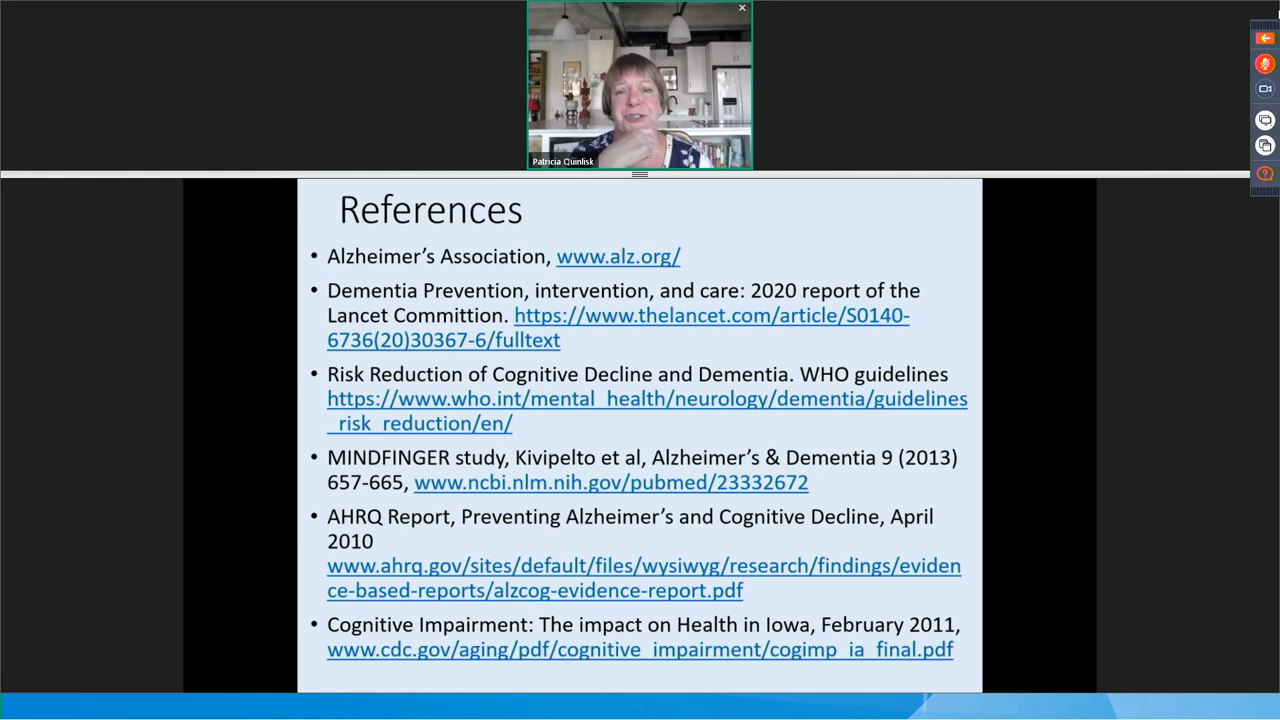 Patricia Quinlisk
References
• Alzheimer’s Association, www.alz.org/
• Dementia Prevention, intervention, and care: 2020 report of the
Lancet Committion. https://www.thelancet.com/article/S0140-
6736(20)30367-6/fulltext
• Risk Reduction of Cognitive Decline and Dementia. WHO guidelines
https://www.who.int/mental_health/neurology/dementia/guidelines
_risk_reduction/en/
• MINDFINGER study, Kivipelto et al, Alzheimer’s & Dementia 9 (2013)
657-665, www.ncbi.nlm.nih.gov/pubmed/23332672
• AHRQ Report, Preventing Alzheimer’s and Cognitive Decline, April
2010
www.ahrq.gov/sites/default/files/wysiwyg/research/findings/eviden
ce-based-reports/alzcog-evidence-report.pdf
• Cognitive Impairment: The impact on Health in Iowa, February 2011,
www.cdc.gov/aging/pdf/cognitive_impairment/cogimp_ia_final.pdf